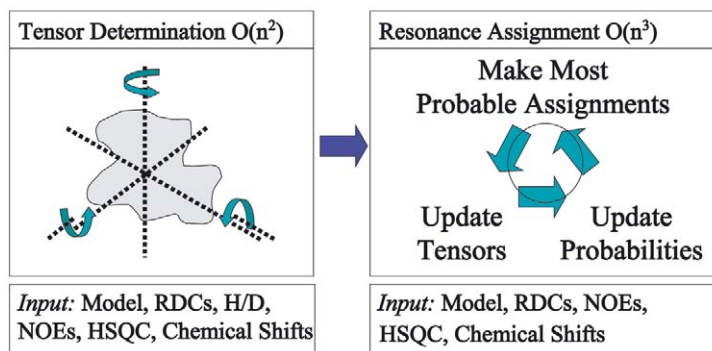 Tensor Determination O(n²)
Input: Model, RDCs, H/D,
NOEs, HSQC, Chemical Shifts
Resonance Assignment O(n³)
Make Most
Probable Assignments
Update
Tensors
Update
Probabilities
Input: Model, RDCs, NOEs,
HSQC, Chemical Shifts